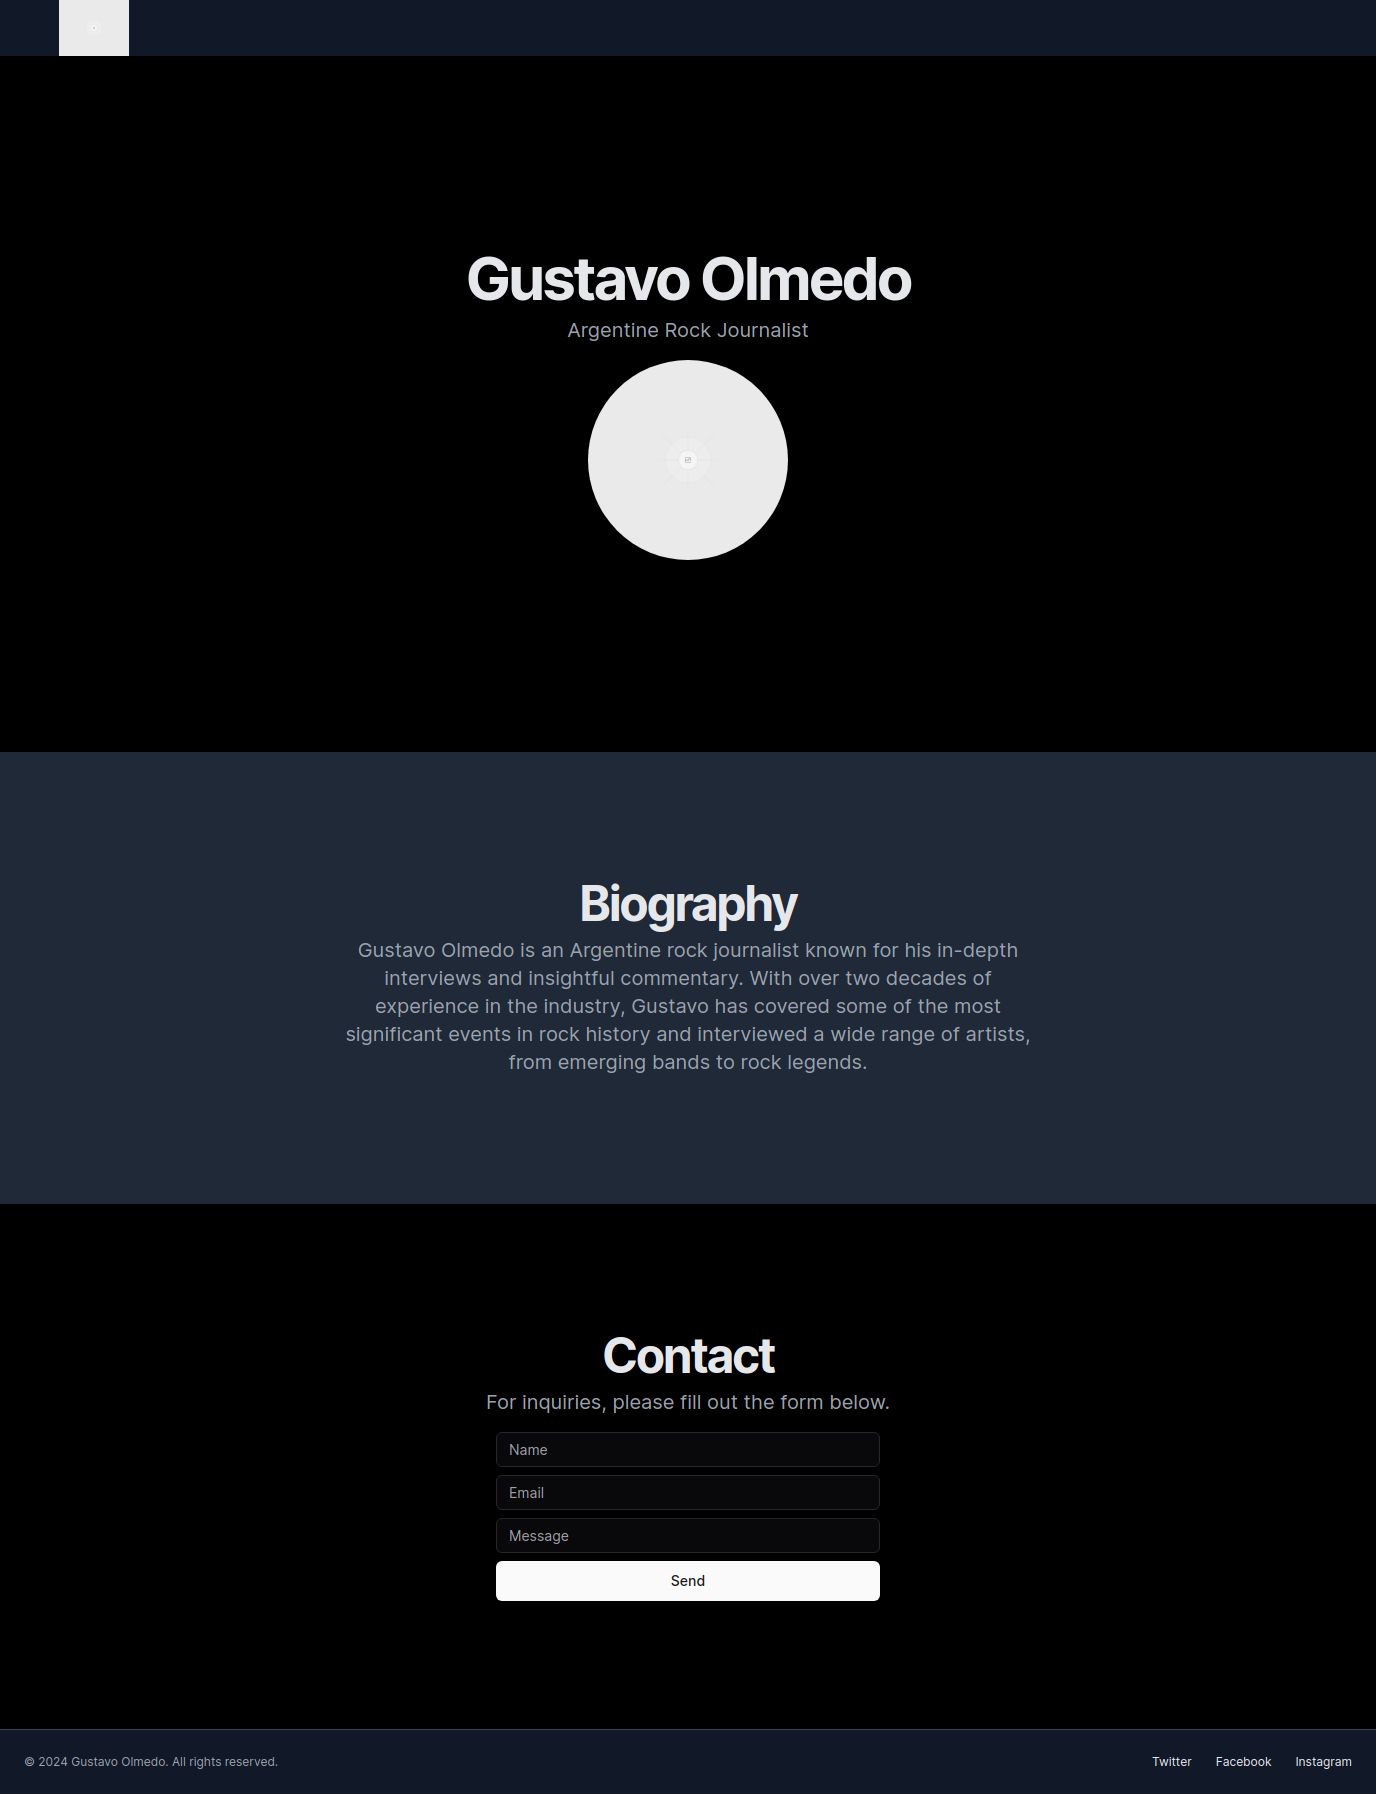 Gustavo Olmedo
Argentine Rock Journalist
Biography
Gustavo Olmedo is an Argentine rock journalist known for his in-depth
interviews and insightful commentary. With over two decades of
experience in the industry, Gustavo has covered some of the most
significant events in rock history and interviewed a wide range of artists,
from emerging bands to rock legends.
Contact
For inquiries, please fill out the form below.
Name
Email
Message
Send
© 2024 Gustavo Olmedo. All rights reserved.
Twitter Facebook Instagram